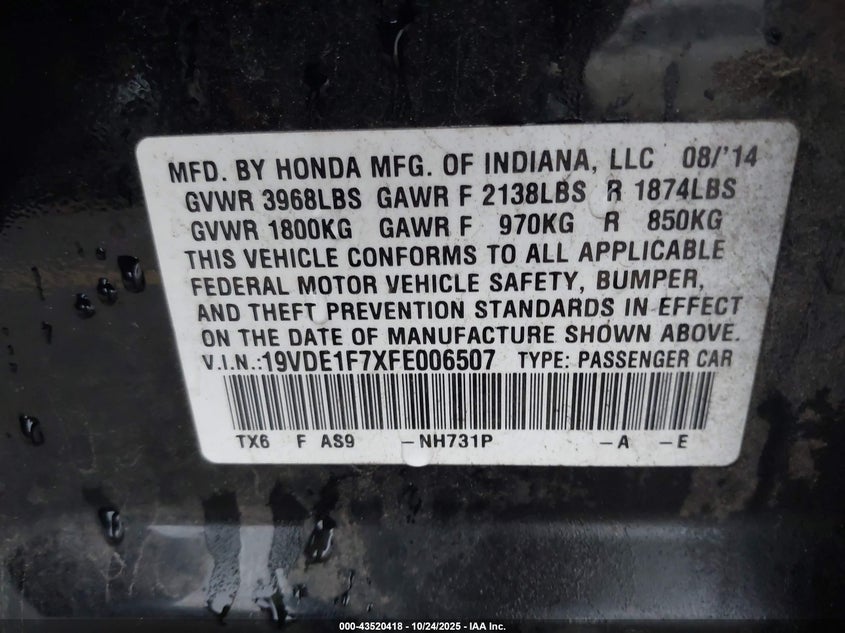 MFD. BY HONDA MFG. OF INDIANA, LLC 08/'14
GVWR 3968LBS GAWR F 2138LBS R 1874LBS
GVWR 1800KG GAWR F 970KG R 850KG
THIS VEHICLE CONFORMS TO ALL APPLICABLE
FEDERAL MOTOR VEHICLE SAFETY, BUMPER,
AND THEFT PREVENTION STANDARDS IN EFFECT
ON THE DATE OF MANUFACTURE SHOWN ABOVE.
V.I.N.:19VDE1F7XFE006507 TYPE: PASSENGER CAR
TX6 F AS9 -NH731P -A -E
000-43520418 - 10/24/2025 - IAA Inc.